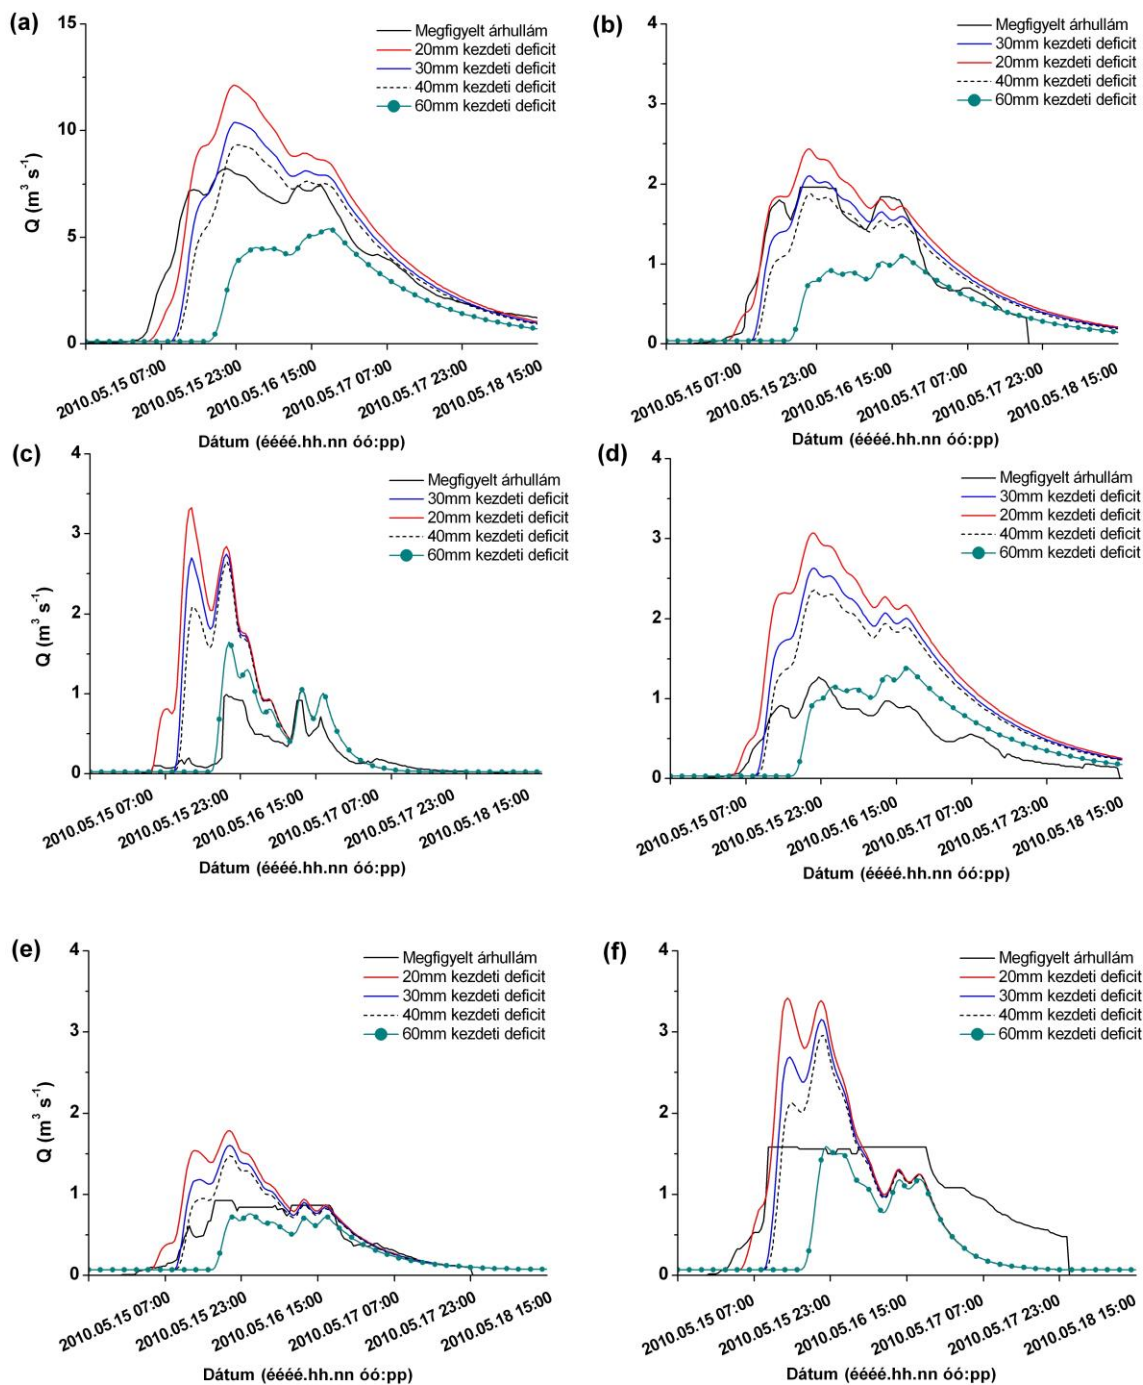 (a)
15
10
5
0
Q (m³ s⁻¹)
Megfigyelt árhullám
20mm kezdeti deficit
30mm kezdeti deficit
40mm kezdeti deficit
60mm kezdeti deficit
2010.05.15 07:00
2010.05.15 23:00
2010.05.16 15:00
2010.05.17 07:00
2010.05.17 23:00
2010.05.18 15:00
Dátum (éééé.hh.nn óó:pp)
(b)
4
3
2
1
0
Megfigyelt árhullám
30mm kezdeti deficit
20mm kezdeti deficit
40mm kezdeti deficit
60mm kezdeti deficit
2010.05.15 07:00
2010.05.15 23:00
2010.05.16 15:00
2010.05.17 07:00
2010.05.17 23:00
2010.05.18 15:00
Dátum (éééé.hh.nn óó:pp)
(c)
4
3
2
1
0
Q (m³ s⁻¹)
Megfigyelt árhullám
30mm kezdeti deficit
20mm kezdeti deficit
40mm kezdeti deficit
60mm kezdeti deficit
2010.05.15 07:00
2010.05.15 23:00
2010.05.16 15:00
2010.05.17 07:00
2010.05.17 23:00
2010.05.18 15:00
Dátum (éééé.hh.nn óó:pp)
(d)
4
3
2
1
0
Megfigyelt árhullám
30mm kezdeti deficit
20mm kezdeti deficit
40mm kezdeti deficit
60mm kezdeti deficit
2010.05.15 07:00
2010.05.15 23:00
2010.05.16 15:00
2010.05.17 07:00
2010.05.17 23:00
2010.05.18 15:00
Dátum (éééé.hh.nn óó:pp)
(e)
4
3
2
1
0
Q (m³ s⁻¹)
Megfigyelt árhullám
20mm kezdeti deficit
30mm kezdeti deficit
40mm kezdeti deficit
60mm kezdeti deficit
2010.05.15 07:00
2010.05.15 23:00
2010.05.16 15:00
2010.05.17 07:00
2010.05.17 23:00
2010.05.18 15:00
Dátum (éééé.hh.nn óó:pp)
(f)
4
3
2
1
0
Megfigyelt árhullám
20mm kezdeti deficit
30mm kezdeti deficit
40mm kezdeti deficit
60mm kezdeti deficit
2010.05.15 07:00
2010.05.15 23:00
2010.05.16 15:00
2010.05.17 07:00
2010.05.17 23:00
2010.05.18 15:00
Dátum (éééé.hh.nn óó:pp)